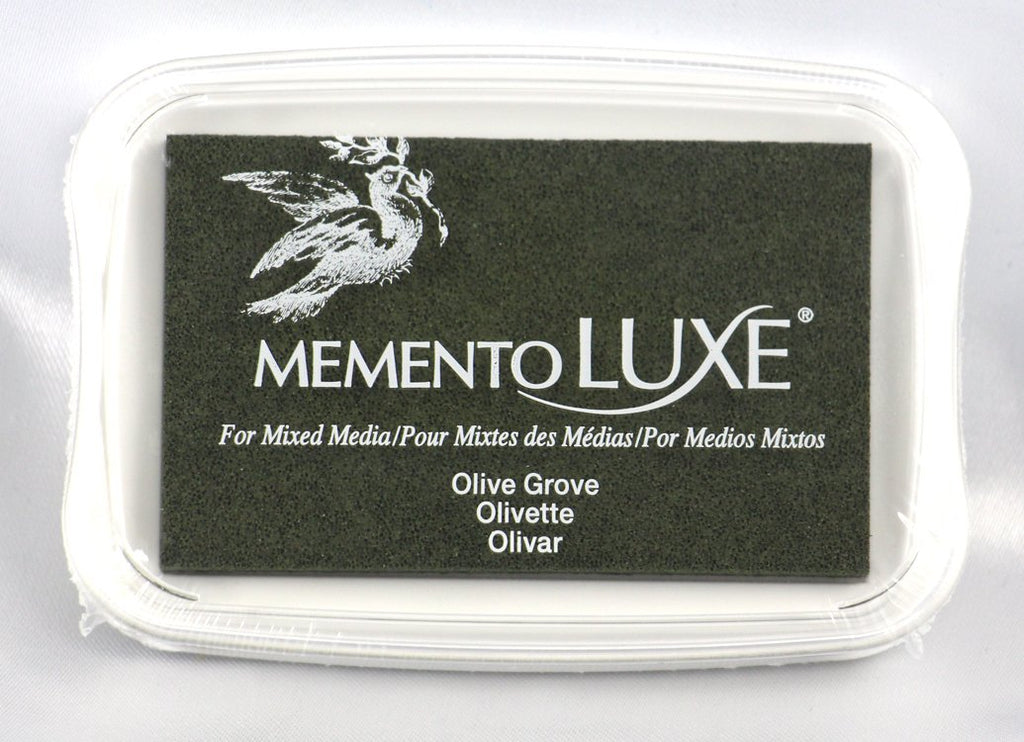 MEMENTO LUXE®
For Mixed Media/Pour Mixtes des Médias/Por Medios Mixtos
Olive Grove
Olivette
Olivar